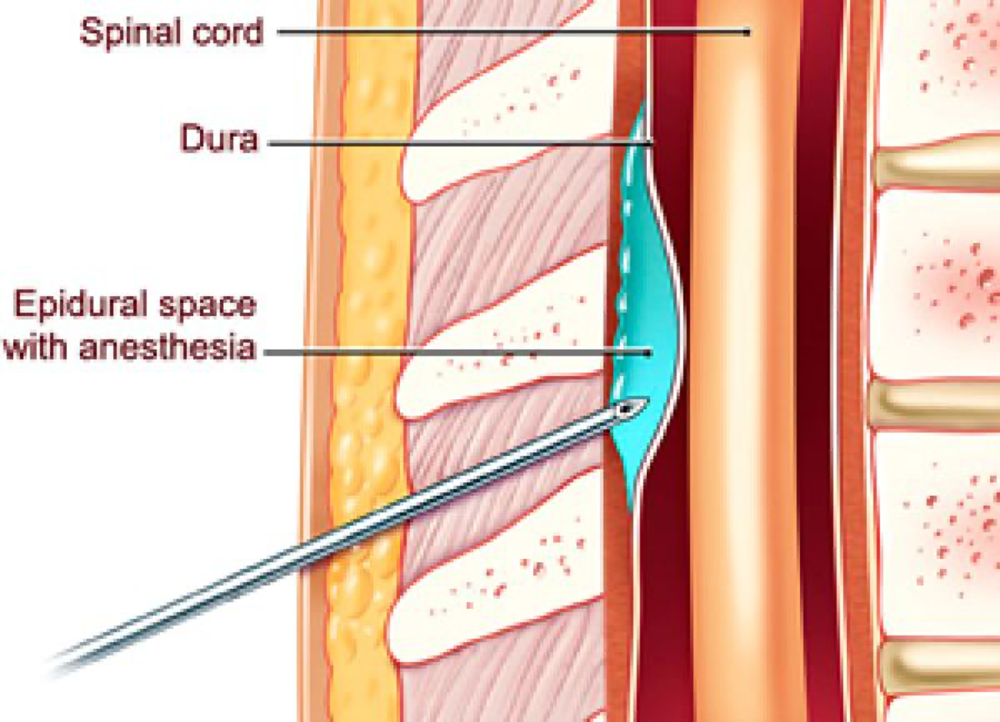 Spinal cord
Dura
Epidural space
with anesthesia